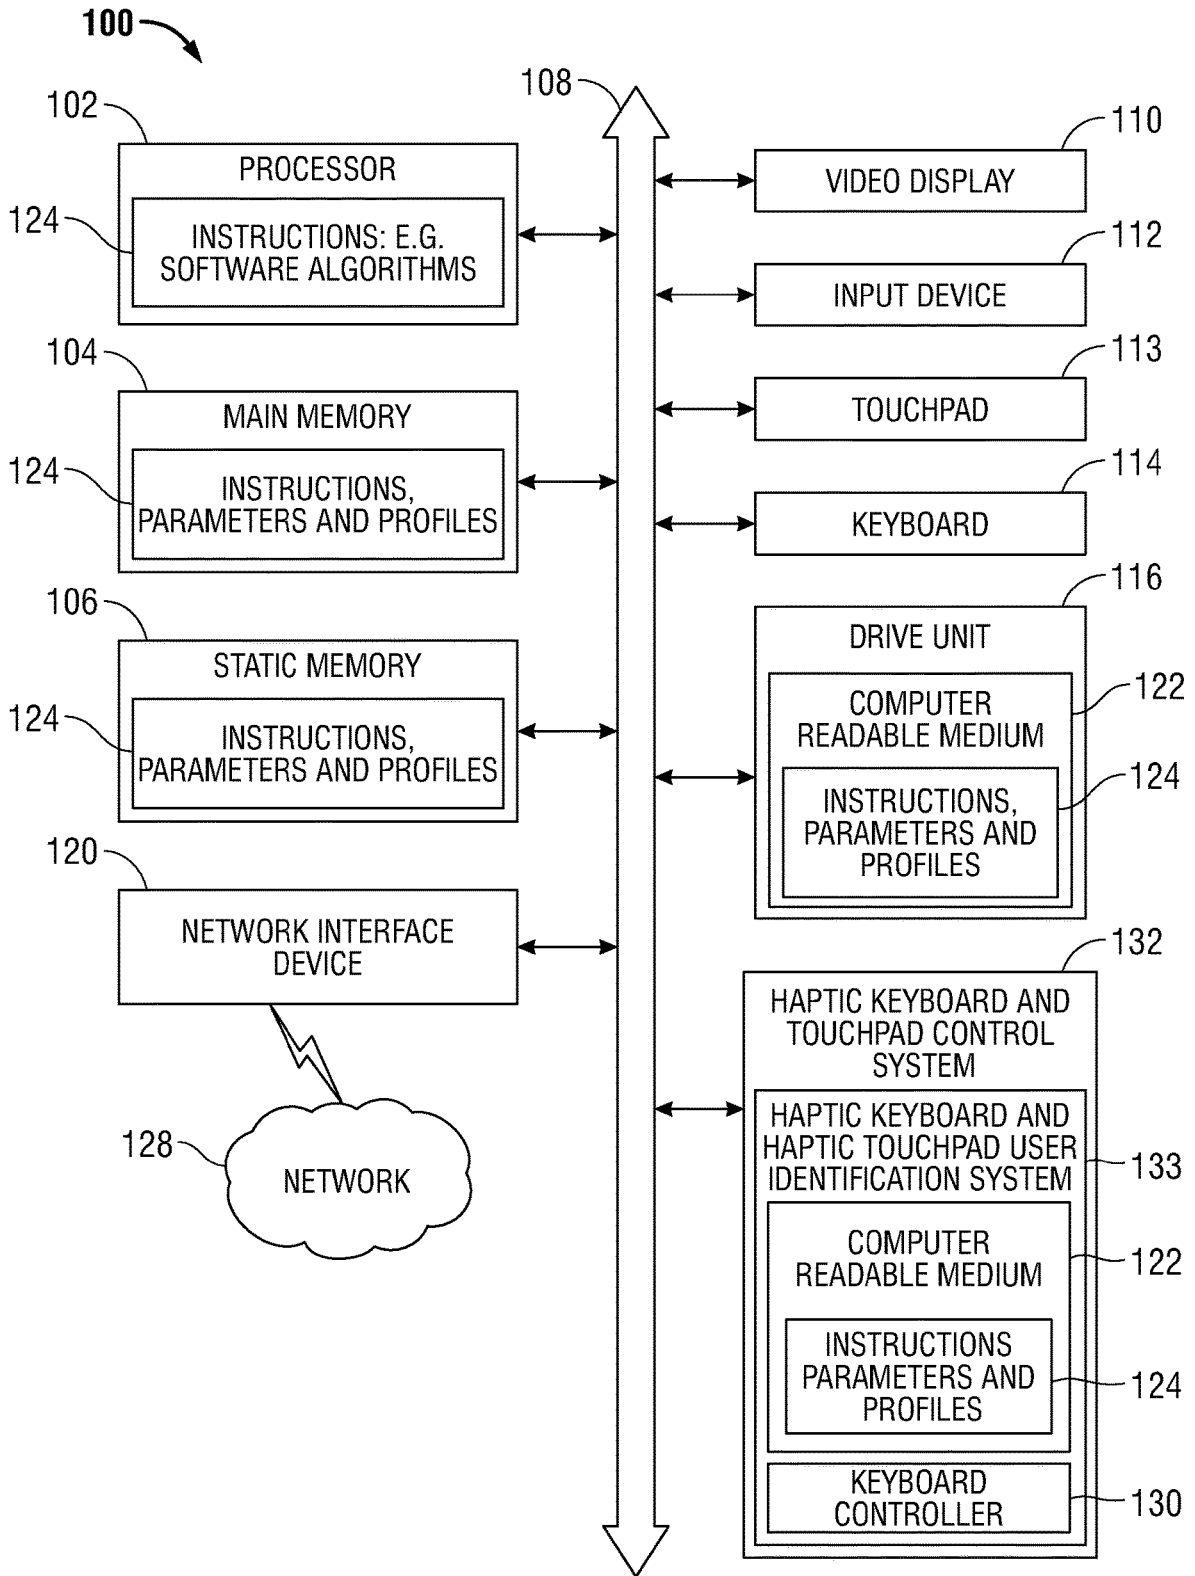 100
102
PROCESSOR
124
INSTRUCTIONS: E.G.
SOFTWARE ALGORITHMS
104
MAIN MEMORY
124
INSTRUCTIONS,
PARAMETERS AND PROFILES
106
STATIC MEMORY
124
INSTRUCTIONS,
PARAMETERS AND PROFILES
120
NETWORK INTERFACE
DEVICE
128
NETWORK
108
110
VIDEO DISPLAY
112
INPUT DEVICE
113
TOUCHPAD
114
KEYBOARD
116
DRIVE UNIT
122
COMPUTER
READABLE MEDIUM
124
INSTRUCTIONS,
PARAMETERS AND
PROFILES
132
HAPTIC KEYBOARD AND
TOUCHPAD CONTROL
SYSTEM
HAPTIC KEYBOARD AND
HAPTIC TOUCHPAD USER
IDENTIFICATION SYSTEM
133
COMPUTER
READABLE MEDIUM
122
INSTRUCTIONS
PARAMETERS AND
PROFILES
124
KEYBOARD
CONTROLLER
130